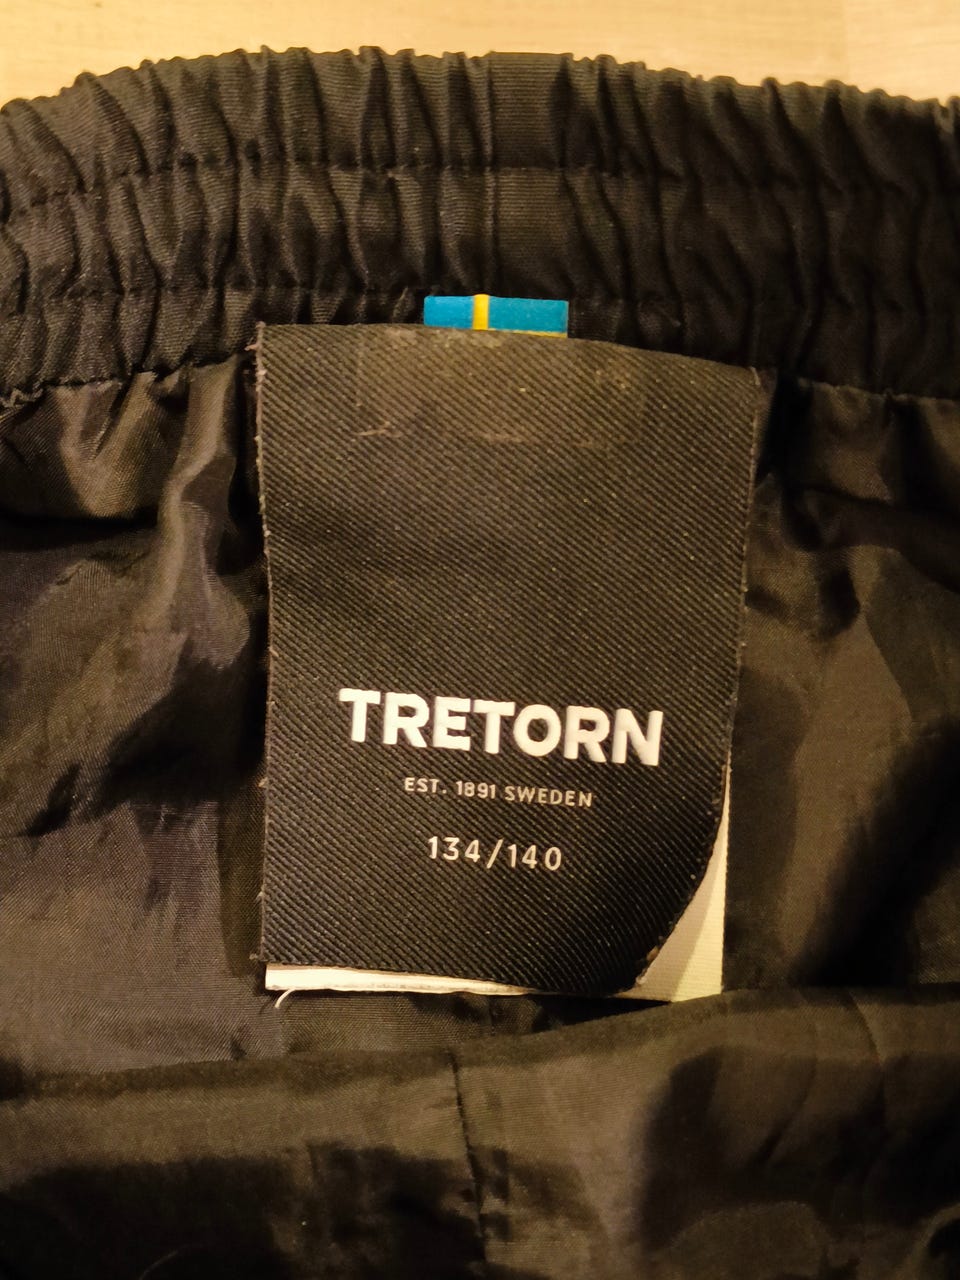 TRETORN
EST. 1891 SWEDEN
134/140